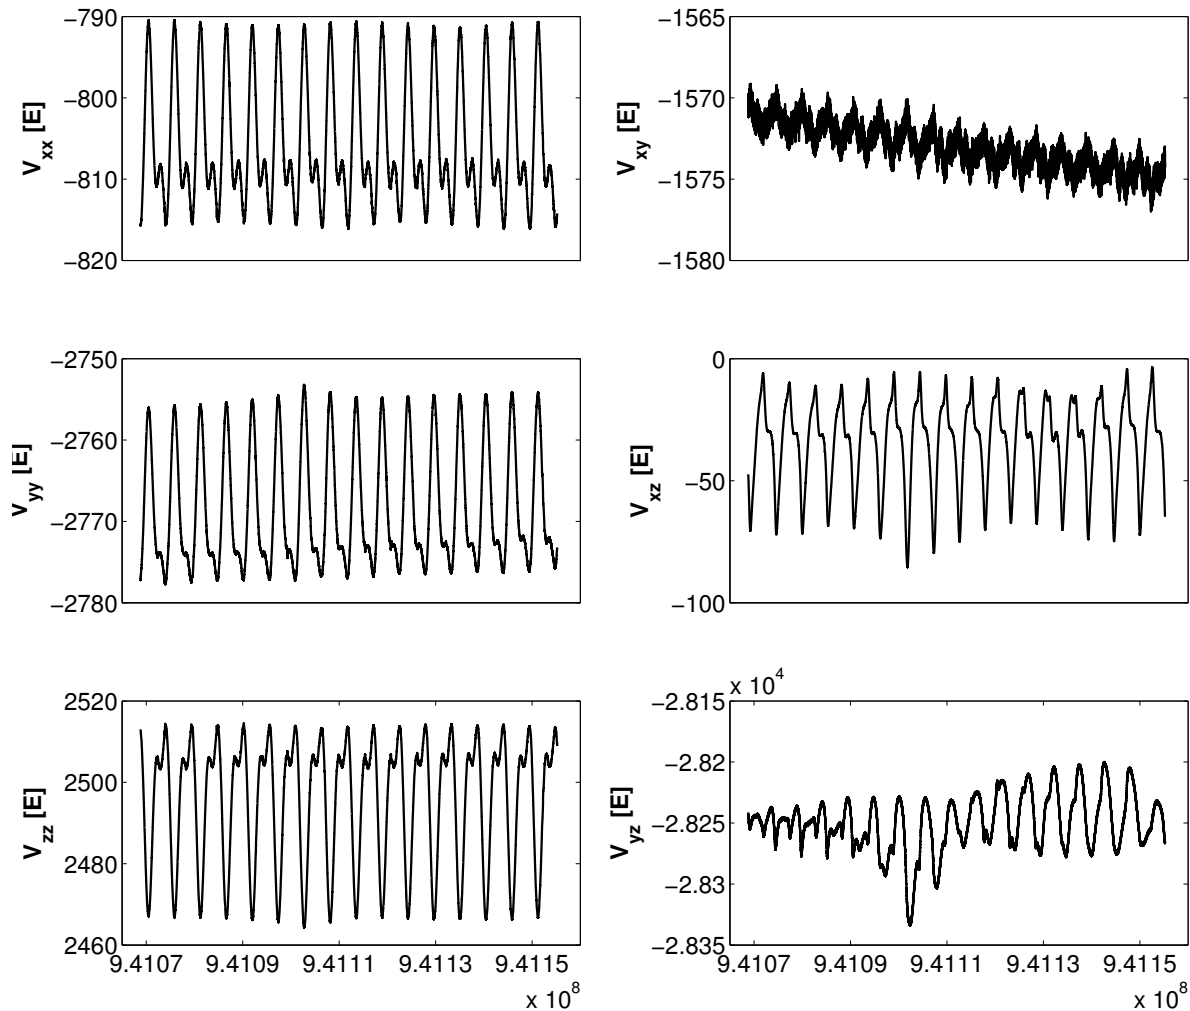 −790
−800
−810
−820
V_xx [E]
−1565
−1570
−1575
−1580
V_xy [E]
−2750
−2760
−2770
−2780
V_yy [E]
0
−50
−100
V_xz [E]
2520
2500
2480
2460
V_zz [E]
9.4107 9.4109 9.4111 9.4113 9.4115
x 10^8
x 10^4
−2.815
−2.82
−2.825
−2.83
−2.835
V_yz [E]
9.4107 9.4109 9.4111 9.4113 9.4115
x 10^8